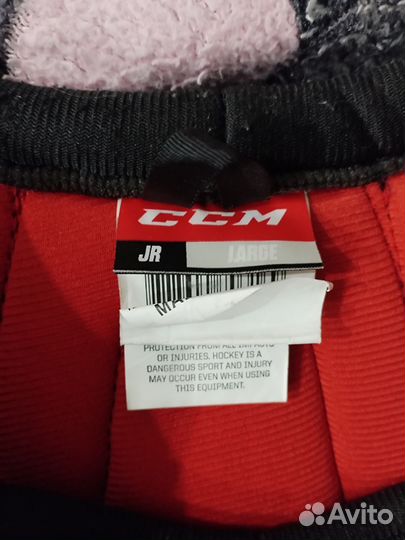 CCM
JR LARGE
MA
PROTECTION FROM ALL IMPACTS
OR INJURIES. HOCKEY IS A
DANGEROUS SPORT AND INJURY
MAY OCCUR EVEN WHEN USING
THIS EQUIPMENT.
Avito